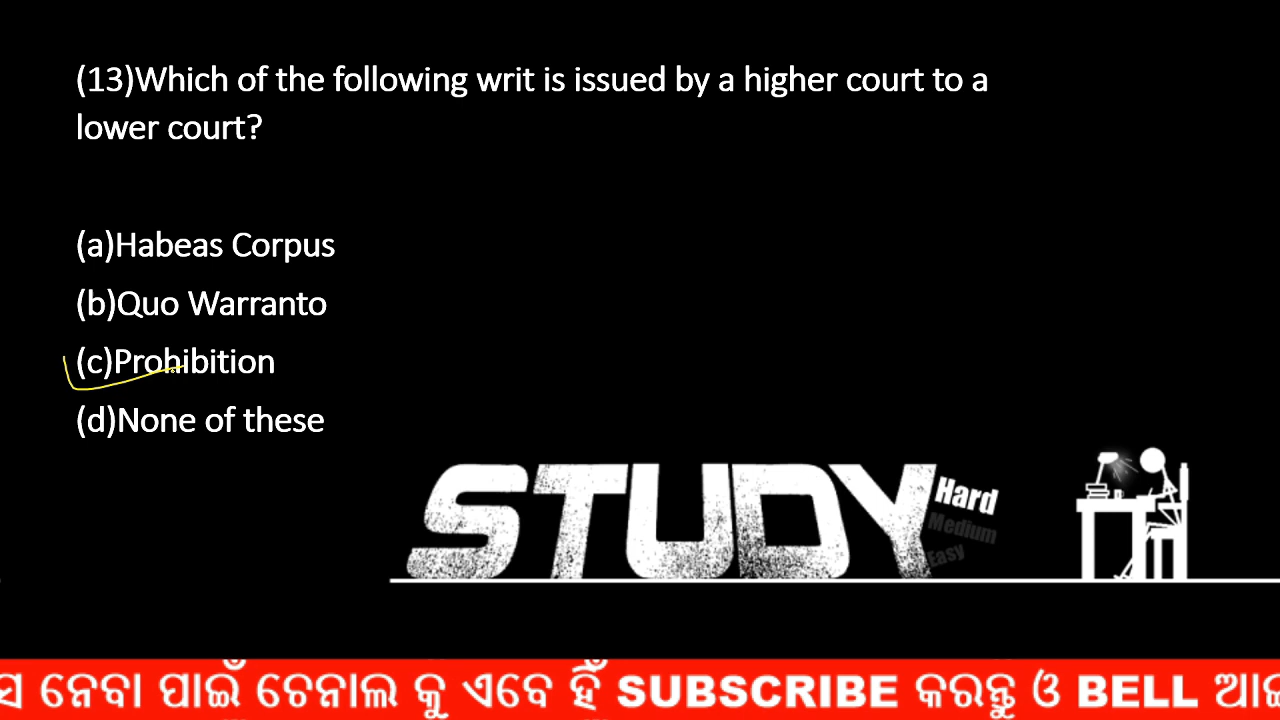 (13)Which of the following writ is issued by a higher court to a
lower court?
(a)Habeas Corpus
(b)Quo Warranto
(c)Prohibition
(d)None of these
STUDY
Hard
Medium
Easy
ସ ନେବା ପାଇଁ ଚେନାଲ କୁ ଏବେ ହିଁ SUBSCRIBE କରନ୍ତୁ ଓ BELL